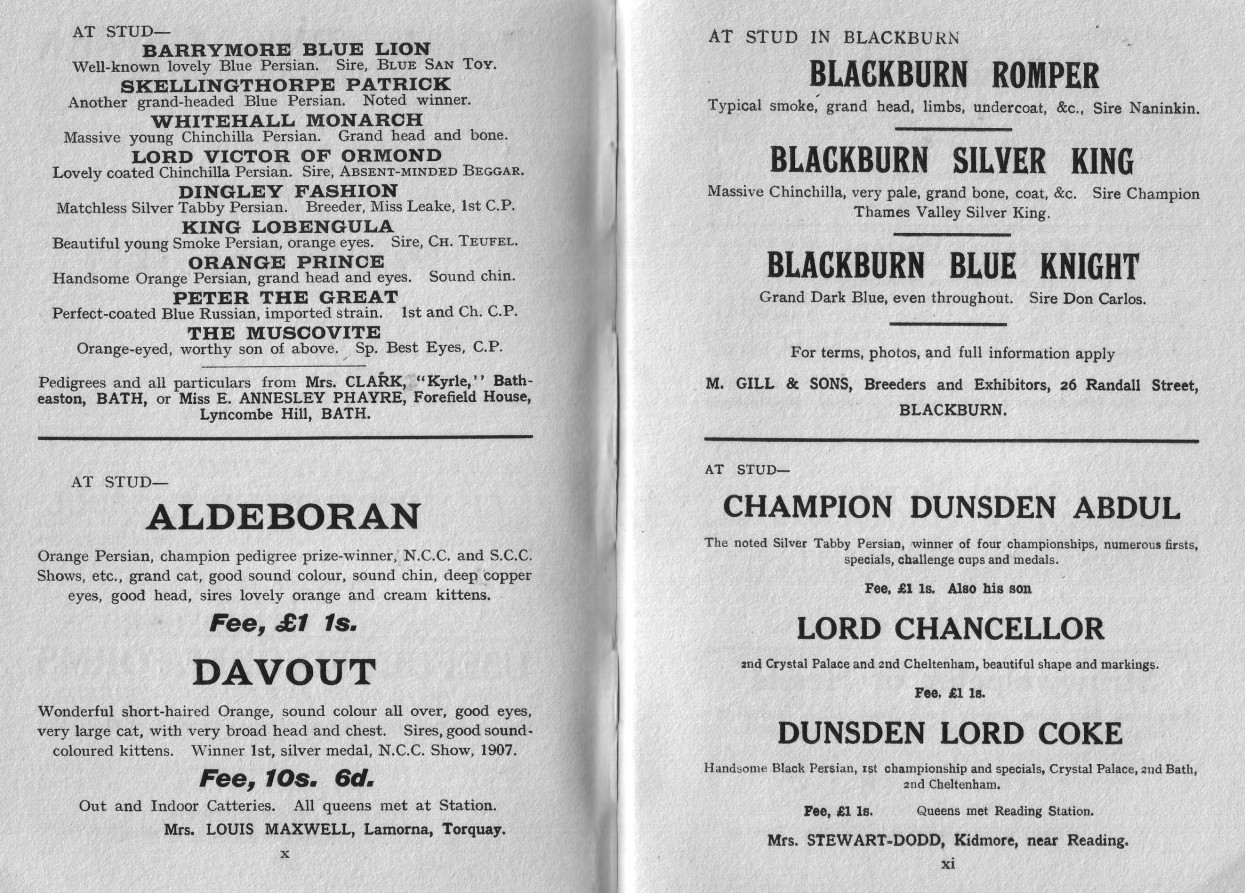 AT STUD—
BARRYMORE BLUE LION
Well-known lovely Blue Persian. Sire, BLUE SAN TOY.
SKELLINGTHORPE PATRICK
Another grand-headed Blue Persian. Noted winner.
WHITEHALL MONARCH
Massive young Chinchilla Persian. Grand head and bone.
LORD VICTOR OF ORMOND
Lovely coated Chinchilla Persian. Sire, ABSENT-MINDED BEGGAR.
DINGLEY FASHION
Matchless Silver Tabby Persian. Breeder, Miss Leake, 1st C.P.
KING LOBENGULA
Beautiful young Smoke Persian, orange eyes. Sire, CH. TEUFEL.
ORANGE PRINCE
Handsome Orange Persian, grand head and eyes. Sound chin.
PETER THE GREAT
Perfect-coated Blue Russian, imported strain. 1st and Ch. C.P.
THE MUSCOVITE
Orange-eyed, worthy son of above. Sp. Best Eyes, C.P.
Pedigrees and all particulars from Mrs. CLARK, "Kyrle," Bath-
easton, BATH, or Miss E. ANNESLEY PHAYRE, Forefield House,
Lyncombe Hill, BATH.
AT STUD—
ALDEBORAN
Orange Persian, champion pedigree prize-winner, N.C.C. and S.C.C.
Shows, etc., grand cat, good sound colour, sound chin, deep copper
eyes, good head, sires lovely orange and cream kittens.
Fee, £1 1s.
DAVOUT
Wonderful short-haired Orange, sound colour all over, good eyes,
very large cat, with very broad head and chest. Sires, good sound-
coloured kittens. Winner 1st, silver medal, N.C.C. Show, 1907.
Fee, 10s. 6d.
Out and Indoor Catteries. All queens met at Station.
Mrs. LOUIS MAXWELL, Lamorna, Torquay.
x
AT STUD IN BLACKBURN
BLACKBURN ROMPER
Typical smoke, grand head, limbs, undercoat, &c., Sire Naninkin.
BLACKBURN SILVER KING
Massive Chinchilla, very pale, grand bone, coat, &c. Sire Champion
Thames Valley Silver King.
BLACKBURN BLUE KNIGHT
Grand Dark Blue, even throughout. Sire Don Carlos.
For terms, photos, and full information apply
M. GILL & SONS, Breeders and Exhibitors, 26 Randall Street,
BLACKBURN.
AT STUD—
CHAMPION DUNSDEN ABDUL
The noted Silver Tabby Persian, winner of four championships, numerous firsts,
specials, challenge cups and medals.
Fee, £1 1s. Also his son
LORD CHANCELLOR
2nd Crystal Palace and 2nd Cheltenham, beautiful shape and markings.
Fee, £1 1s.
DUNSDEN LORD COKE
Handsome Black Persian, 1st championship and specials, Crystal Palace, 2nd Bath,
2nd Cheltenham.
Fee, £1 1s. Queens met Reading Station.
Mrs. STEWART-DODD, Kidmore, near Reading.
xi